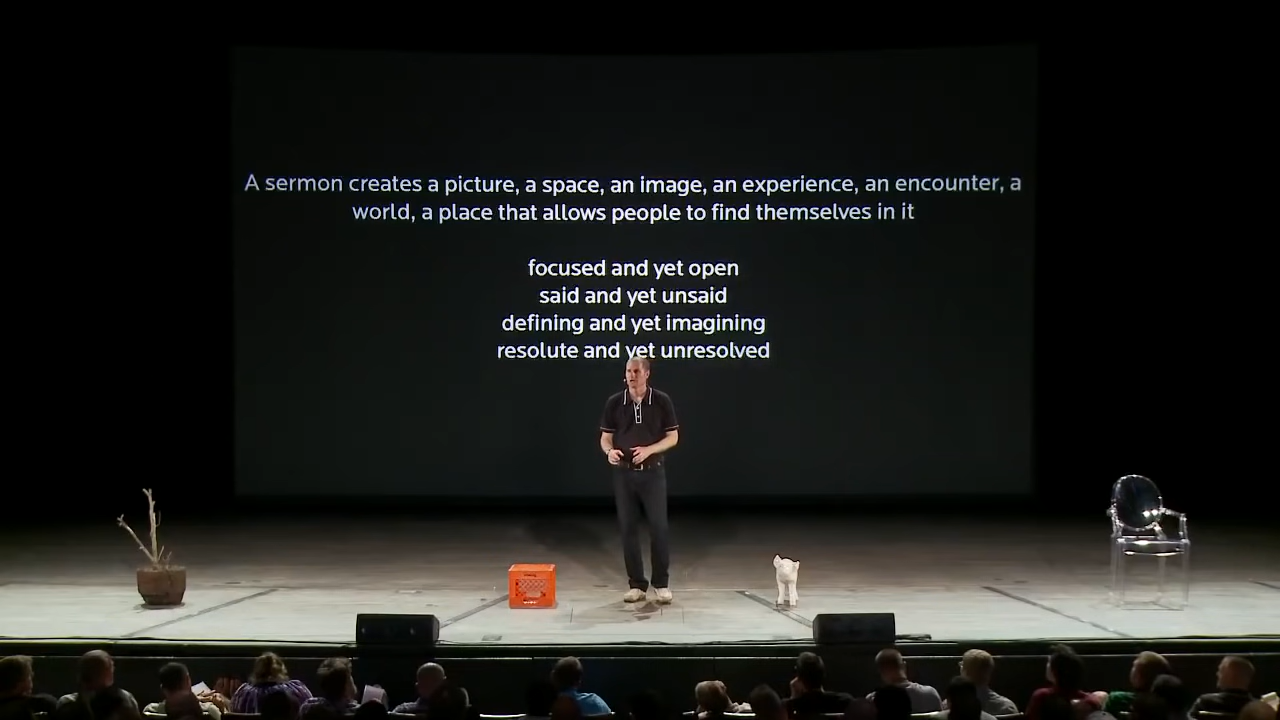 A sermon creates a picture, a space, an image, an experience, an encounter, a
world, a place that allows people to find themselves in it
focused and yet open
said and yet unsaid
defining and yet imagining
resolute and yet unresolved